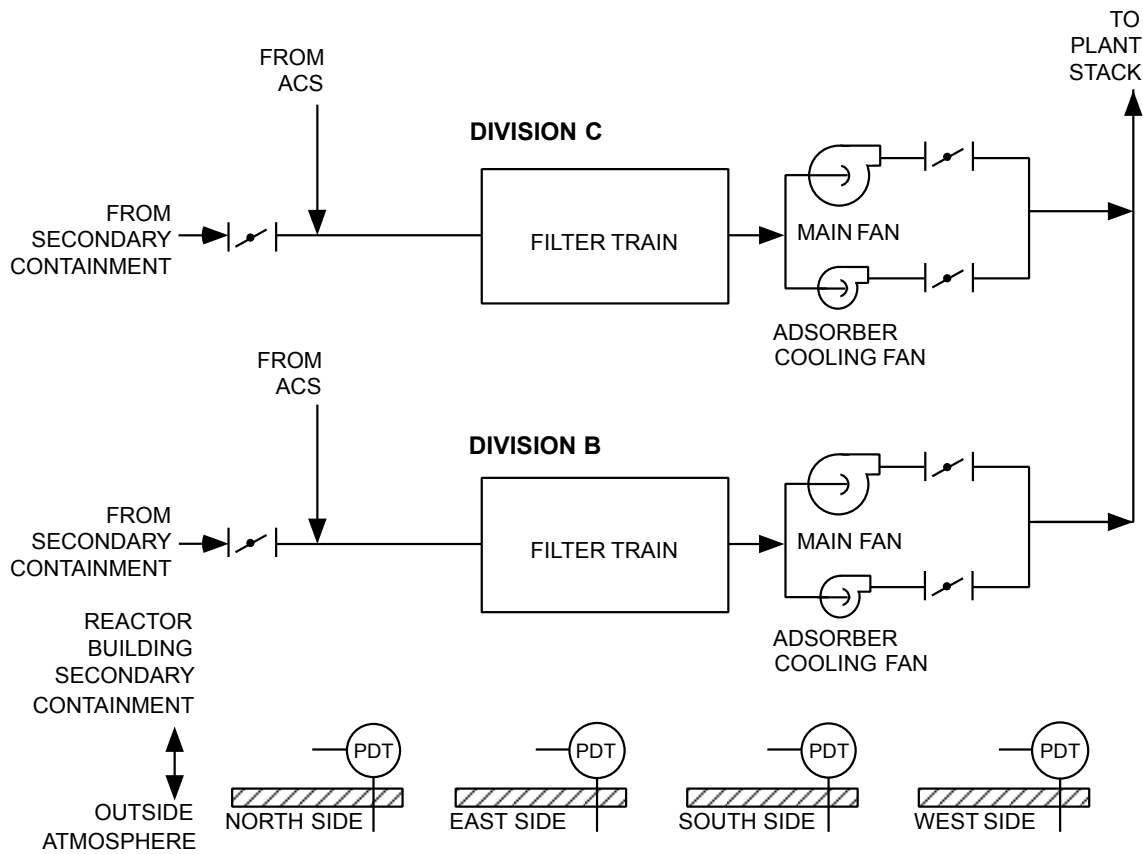 TO
PLANT
STACK
FROM
ACS
DIVISION C
FROM
SECONDARY
CONTAINMENT
FILTER TRAIN
MAIN FAN
ADSORBER
COOLING FAN
FROM
ACS
DIVISION B
FROM
SECONDARY
CONTAINMENT
FILTER TRAIN
MAIN FAN
ADSORBER
COOLING FAN
REACTOR
BUILDING
SECONDARY
CONTAINMENT
PDT
PDT
PDT
PDT
OUTSIDE
ATMOSPHERE
NORTH SIDE
EAST SIDE
SOUTH SIDE
WEST SIDE